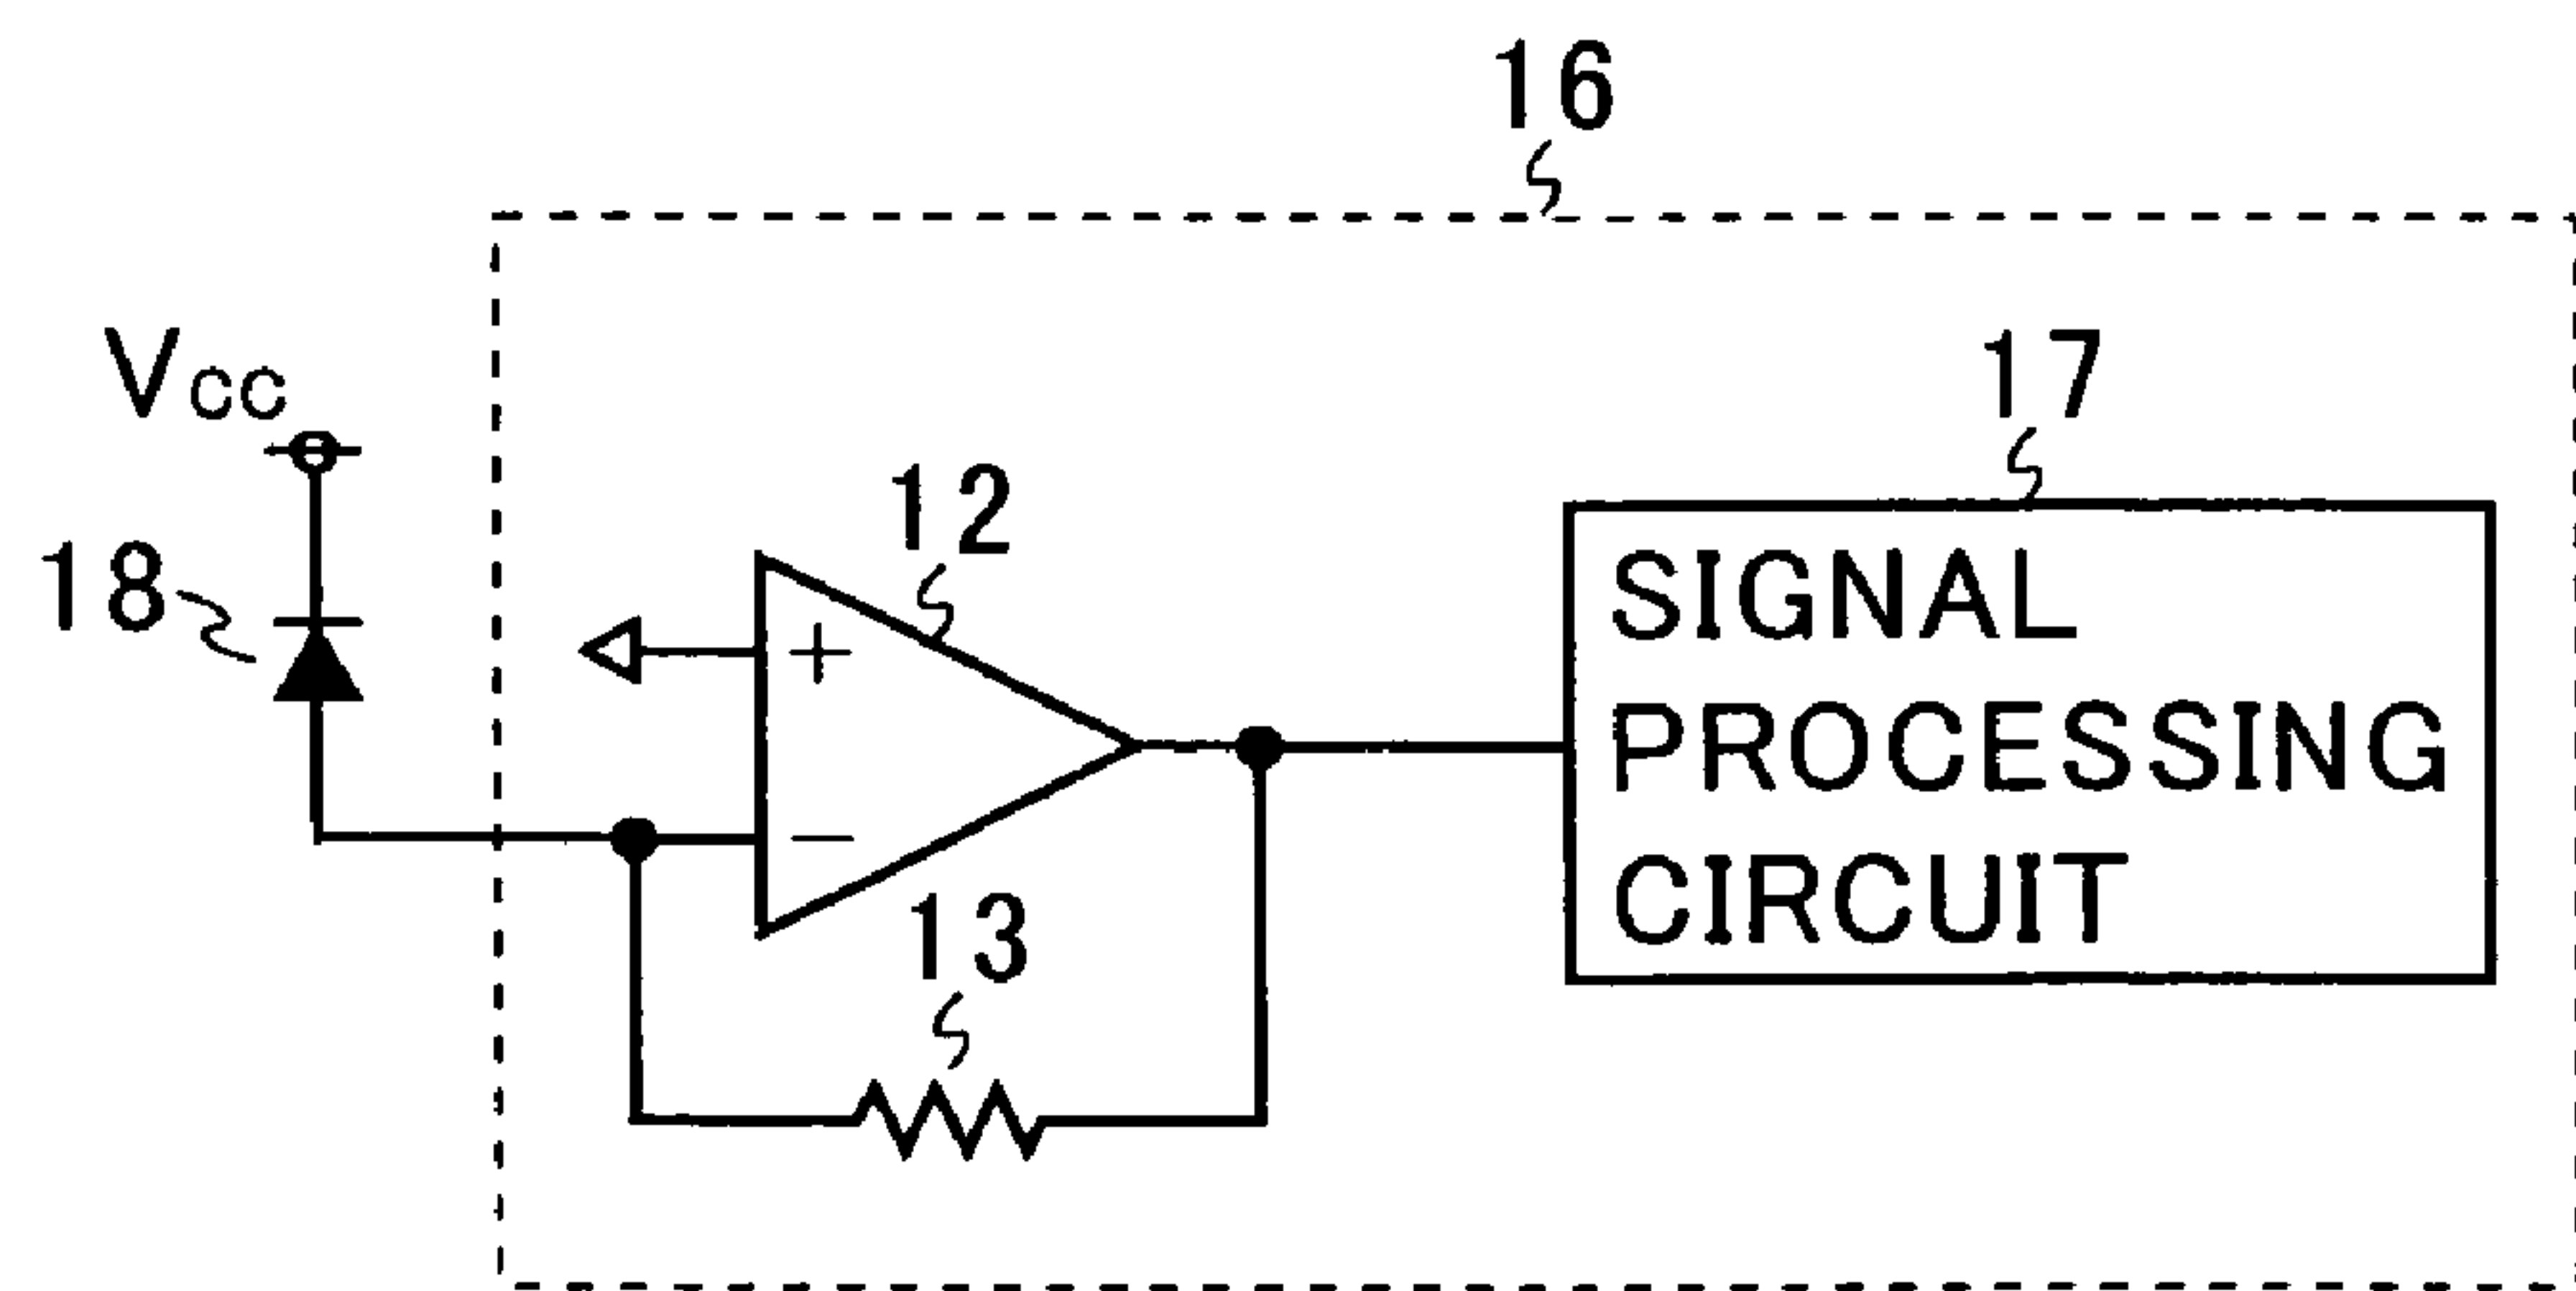 16
Vcc
17
12
18
+
SIGNAL
PROCESSING
−
CIRCUIT
13